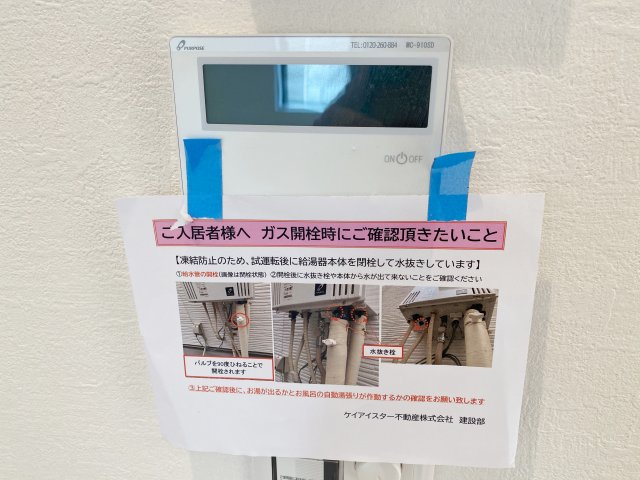 PURPOSE
TEL:0120-260-884 MC-910SD
ON OFF
ご入居者様へ ガス開栓時にご確認頂きたいこと
【凍結防止のため、試運転後に給湯器本体を閉栓して水抜きしています】
①給水管の開栓(画像は閉栓状態) ②開栓後に水抜き栓や本体から水が出て来ないことをご確認ください
バルブを90度ひねることで
開栓されます
水抜き栓
③上記ご確認後に、お湯が出るかとお風呂の自動湯張りが作動するかの確認をお願い致します
ケイアイスター不動産株式会社 建設部